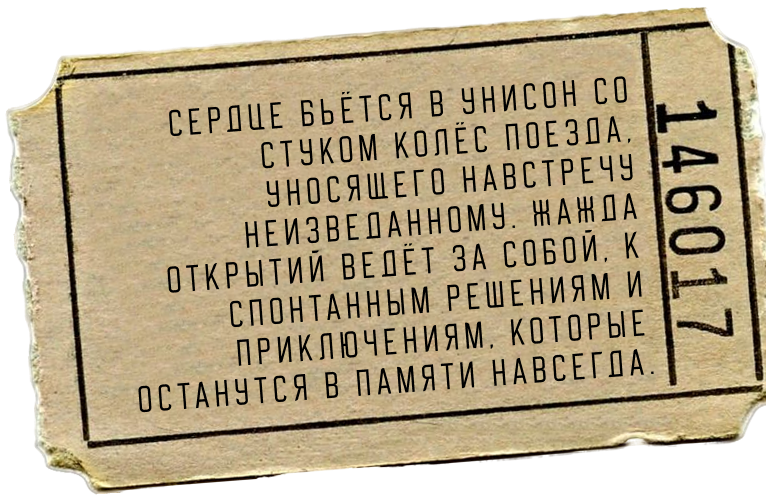 СЕРДЦЕ БЬЁТСЯ В УНИСОН СО
СТУКОМ КОЛЁС ПОЕЗДА,
УНОСЯЩЕГО НАВСТРЕЧУ
НЕИЗВЕДАННОМУ. ЖАЖДА
ОТКРЫТИЙ ВЕДЁТ ЗА СОБОЙ, К
СПОНТАННЫМ РЕШЕНИЯМ И
ПРИКЛЮЧЕНИЯМ, КОТОРЫЕ
ОСТАНУТСЯ В ПАМЯТИ НАВСЕГДА.
146017